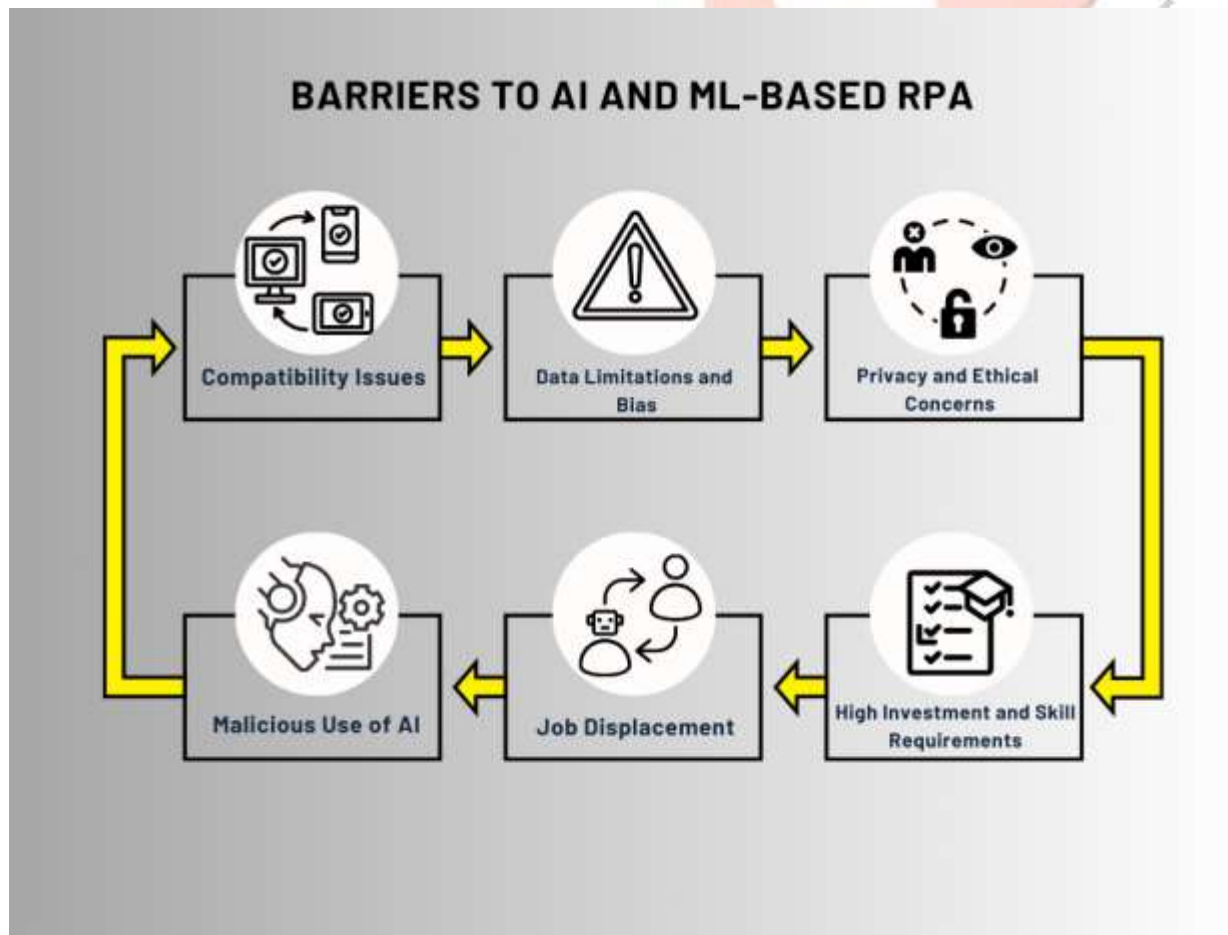 BARRIERS TO AI AND ML-BASED RPA
Compatibility Issues
Data Limitations and
Bias
Privacy and Ethical
Concerns
High Investment and Skill
Requirements
Job Displacement
Malicious Use of AI